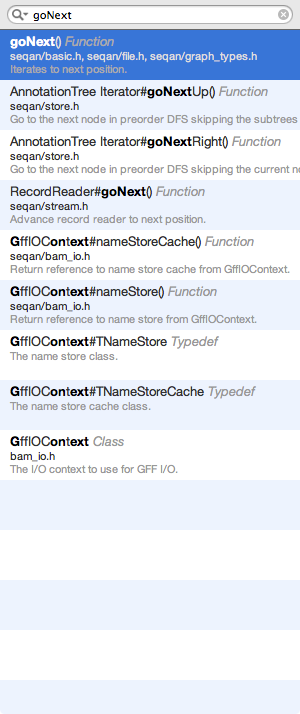 goNext
goNext() Function
seqan/basic.h, seqan/file.h, seqan/graph_types.h
Iterates to next position.
AnnotationTree Iterator#goNextUp() Function
seqan/store.h
Go to the next node in preorder DFS skipping the subtrees
AnnotationTree Iterator#goNextRight() Function
seqan/store.h
Go to the next node in preorder DFS skipping the current n
RecordReader#goNext() Function
seqan/stream.h
Advance record reader to next position.
GffIOContext#nameStoreCache() Function
seqan/bam_io.h
Return reference to name store cache from GffIOContext.
GffIOContext#nameStore() Function
seqan/bam_io.h
Return reference to name store from GffIOContext.
GffIOContext#TNameStore Typedef
The name store class.
GffIOContext#TNameStoreCache Typedef
The name store cache class.
GffIOContext Class
bam_io.h
The I/O context to use for GFF I/O.